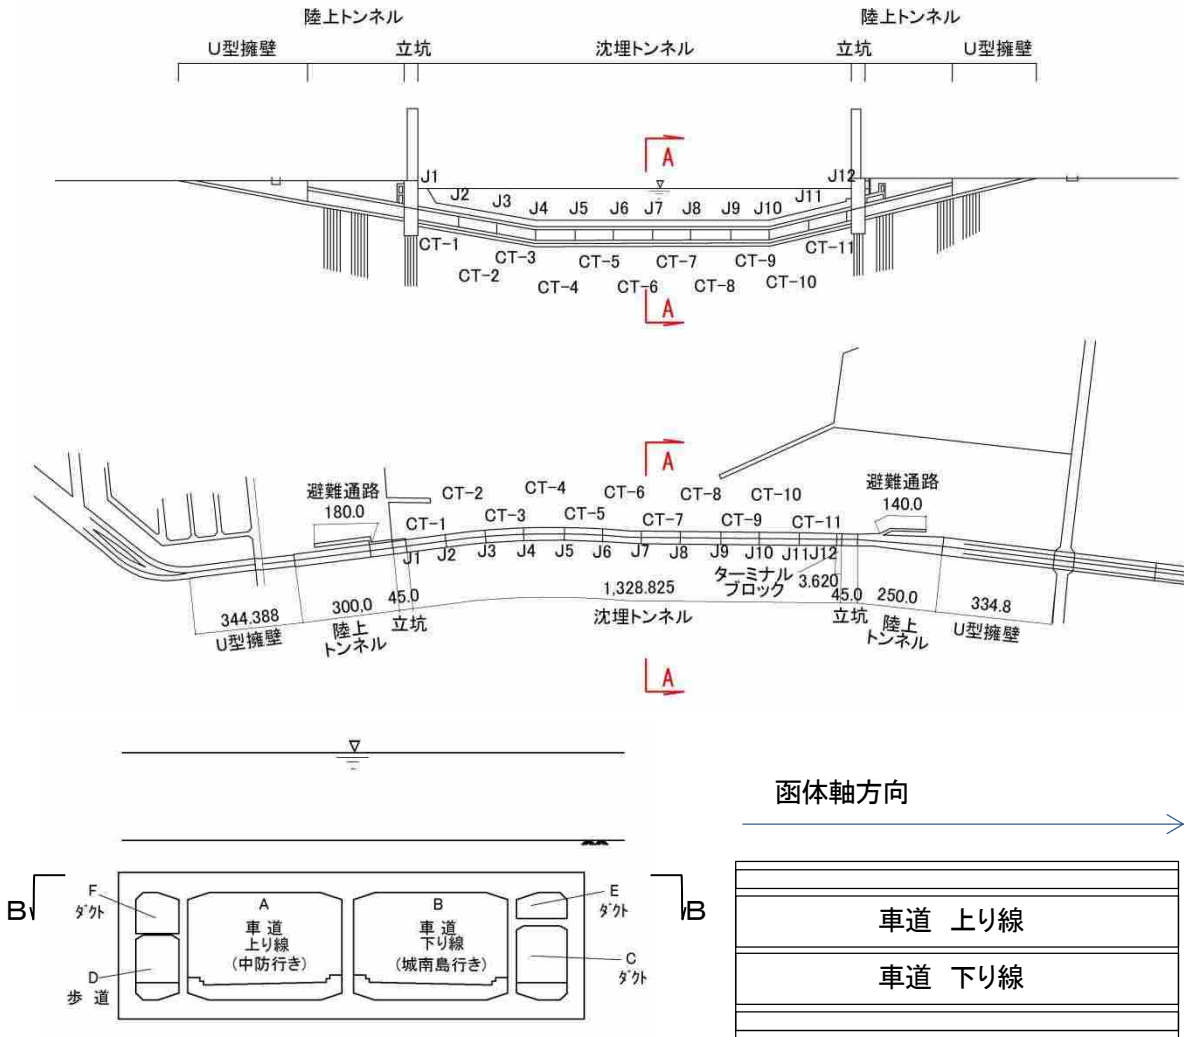 陸上トンネル
陸上トンネル
U型擁壁
立坑
沈埋トンネル
立坑
U型擁壁
A
J1
J2
J3
J4
J5
J6
J7
J8
J9
J10
J11
J12
CT-1
CT-2
CT-3
CT-4
CT-5
CT-6
CT-7
CT-8
CT-9
CT-10
CT-11
A
A
避難通路
180.0
CT-1
CT-2
CT-3
CT-4
CT-5
CT-6
CT-7
CT-8
CT-9
CT-10
CT-11
避難通路
140.0
J1
J2
J3
J4
J5
J6
J7
J8
J9
J10
J11
J12
ターミナル
ブロック
3.620
344.388
U型擁壁
300.0
陸上
トンネル
45.0
立坑
1,328.825
沈埋トンネル
45.0
立坑
250.0
陸上
トンネル
334.8
U型擁壁
A
B
B
F
ダクト
D
歩道
A
車道
上り線
(中防行き)
B
車道
下り線
(城南島行き)
E
ダクト
C
ダクト
函体軸方向
車道 上り線
車道 下り線